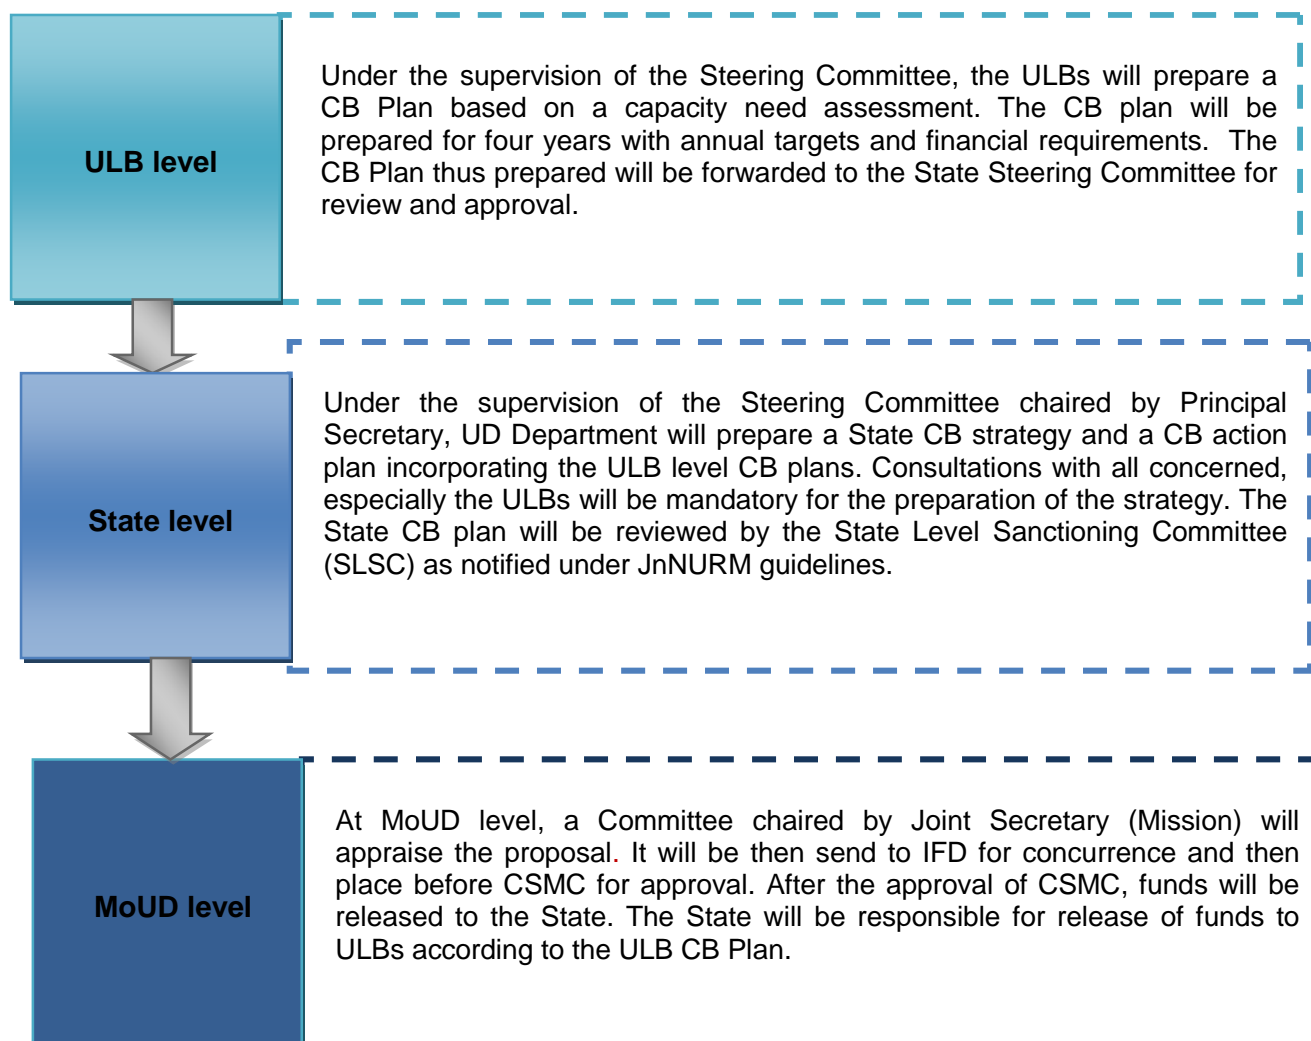 ULB level
Under the supervision of the Steering Committee, the ULBs will prepare a
CB Plan based on a capacity need assessment. The CB plan will be
prepared for four years with annual targets and financial requirements.  The
CB Plan thus prepared will be forwarded to the State Steering Committee for
review and approval.
State level
Under the supervision of the Steering Committee chaired by Principal
Secretary, UD Department will prepare a State CB strategy and a CB action
plan incorporating the ULB level CB plans. Consultations with all concerned,
especially the ULBs will be mandatory for the preparation of the strategy. The
State CB plan will be reviewed by the State Level Sanctioning Committee
(SLSC) as notified under JnNURM guidelines.
MoUD level
At MoUD level, a Committee chaired by Joint Secretary (Mission) will
appraise the proposal. It will be then send to IFD for concurrence and then
place before CSMC for approval. After the approval of CSMC, funds will be
released to the State. The State will be responsible for release of funds to
ULBs according to the ULB CB Plan.